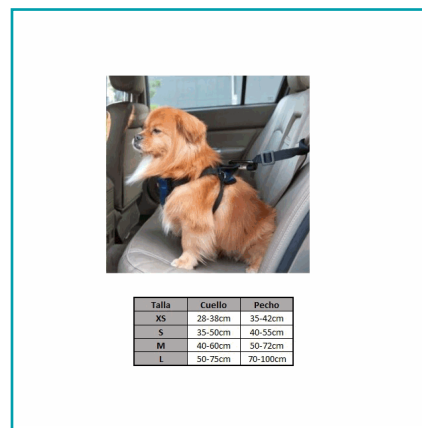 Talla Cuello Pecho
XS 28-38cm 35-42cm
S 35-50cm 40-55cm
M 40-60cm 50-72cm
L 50-75cm 70-100cm